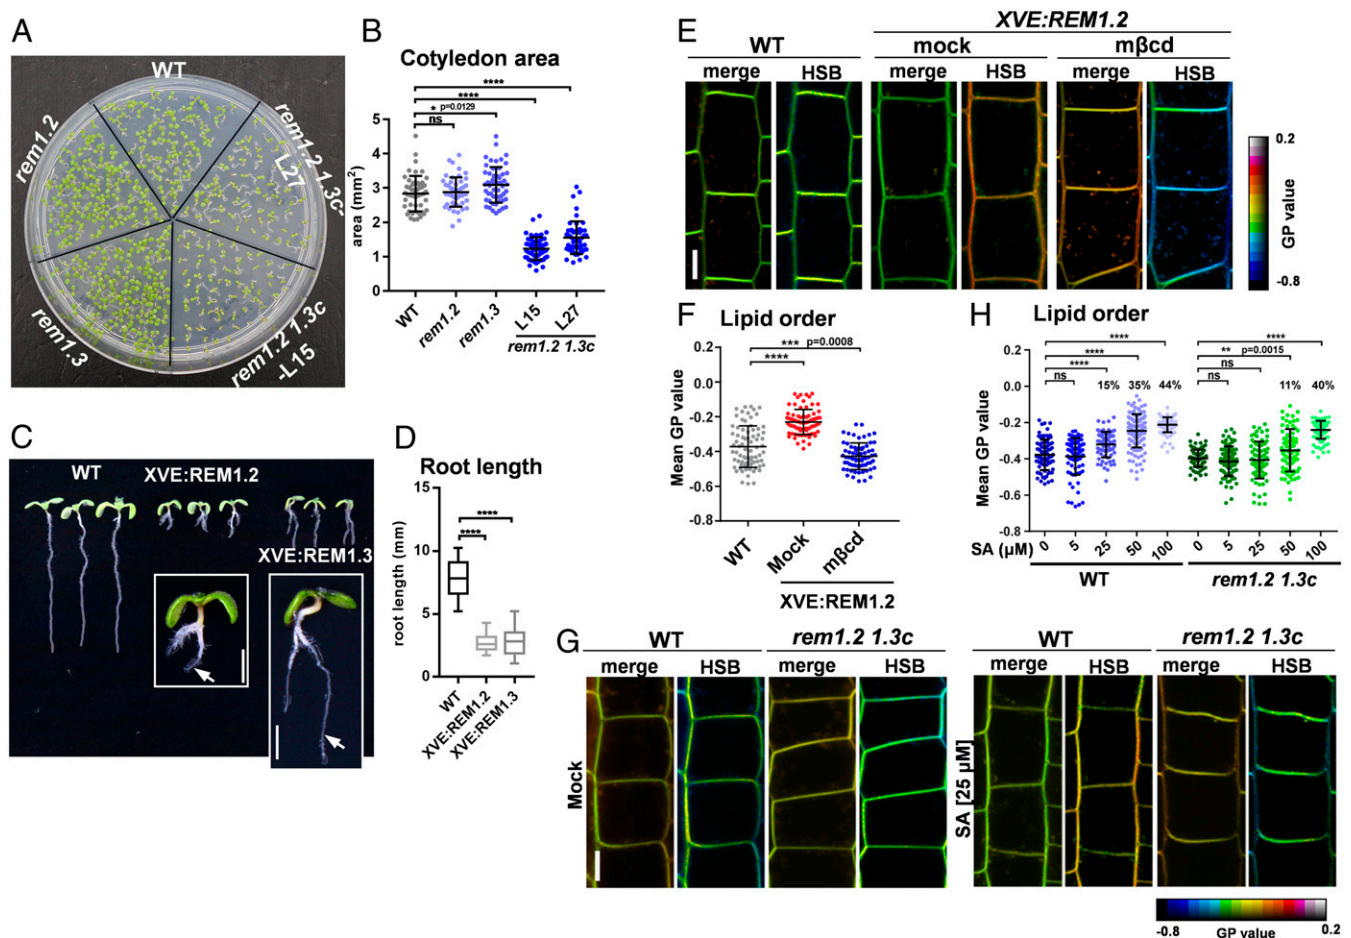 A
WT
rem1.2
rem1.2 1.3c-
L27
rem1.3
rem1.2 1.3c
-L15
B
Cotyledon area
****
****
* p=0.0129
ns
area (mm²)
5
4
3
2
1
0
WT
rem1.2
rem1.3
L15
L27
rem1.2 1.3c
C
WT
XVE:REM1.2
XVE:REM1.3
D
Root length
****
****
root length (mm)
15
10
5
0
WT
XVE:REM1.2
XVE:REM1.3
E
XVE:REM1.2
WT
mock
mβcd
merge
HSB
merge
HSB
merge
HSB
0.2
GP value
-0.8
F
Lipid order
*** p=0.0008
****
Mean GP value
0.2
0.0
-0.2
-0.4
-0.6
-0.8
WT
Mock
mβcd
XVE:REM1.2
H
Lipid order
****
****
****
ns
15%
35%
44%
****
** p=0.0015
ns
ns
11%
40%
Mean GP value
0.2
0.0
-0.2
-0.4
-0.6
-0.8
SA (µM)
0
5
25
50
100
0
5
25
50
100
WT
rem1.2 1.3c
G
WT
rem1.2 1.3c
WT
rem1.2 1.3c
merge
HSB
merge
HSB
merge
HSB
merge
HSB
Mock
SA [25 µM]
-0.8
GP value
0.2